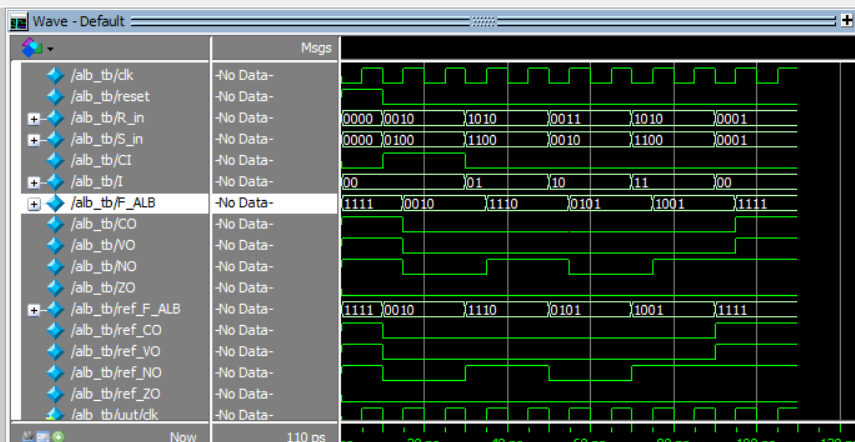 Wave - Default
Msgs
/alb_tb/clk -No Data-
/alb_tb/reset -No Data-
/alb_tb/R_in -No Data- 0000 0010 1010 0011 1010 0001
/alb_tb/S_in -No Data- 0000 0100 1100 0010 1100 0001
/alb_tb/CI -No Data-
/alb_tb/I -No Data- 00 01 10 11 00
/alb_tb/F_ALB -No Data- 1111 0010 1110 0101 1001 1111
/alb_tb/CO -No Data-
/alb_tb/VO -No Data-
/alb_tb/NO -No Data-
/alb_tb/ZO -No Data-
/alb_tb/ref_F_ALB -No Data- 1111 0010 1110 0101 1001 1111
/alb_tb/ref_CO -No Data-
/alb_tb/ref_VO -No Data-
/alb_tb/ref_NO -No Data-
/alb_tb/ref_ZO -No Data-
/alb_tb/uut/clk -No Data-
Now 110 ps